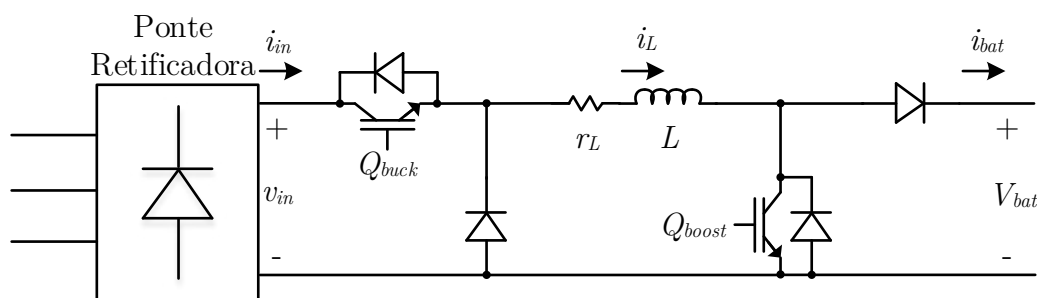 Ponte
Retificadora
i_in
i_L
i_bat
+
v_in
-
Q_buck
r_L
L
Q_boost
+
V_bat
-